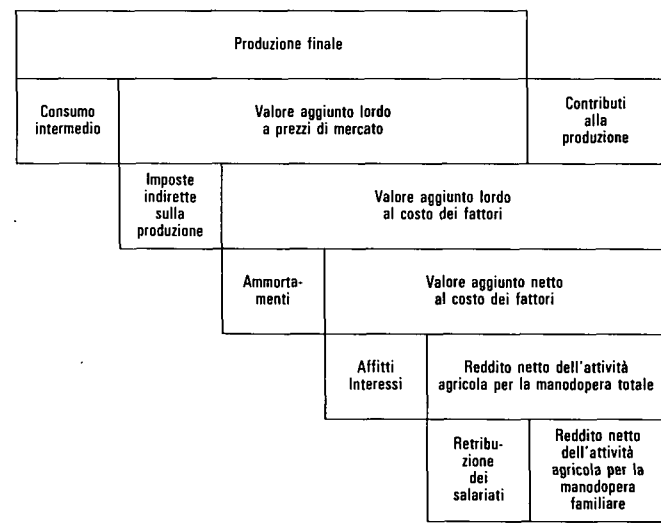 Produzione finale
Consumo
intermedio
Valore aggiunto lordo
a prezzi di mercato
Contributi
alla
produzione
Imposte
indirette
sulla
produzione
Valore aggiunto lordo
al costo dei fattori
Ammorta-
menti
Valore aggiunto netto
al costo dei fattori
Affitti
Interessi
Reddito netto dell'attività
agricola per la manodopera totale
Retribu-
zione
dei
salariati
Reddito netto
dell'attività
agricola per la
manodopera
familiare